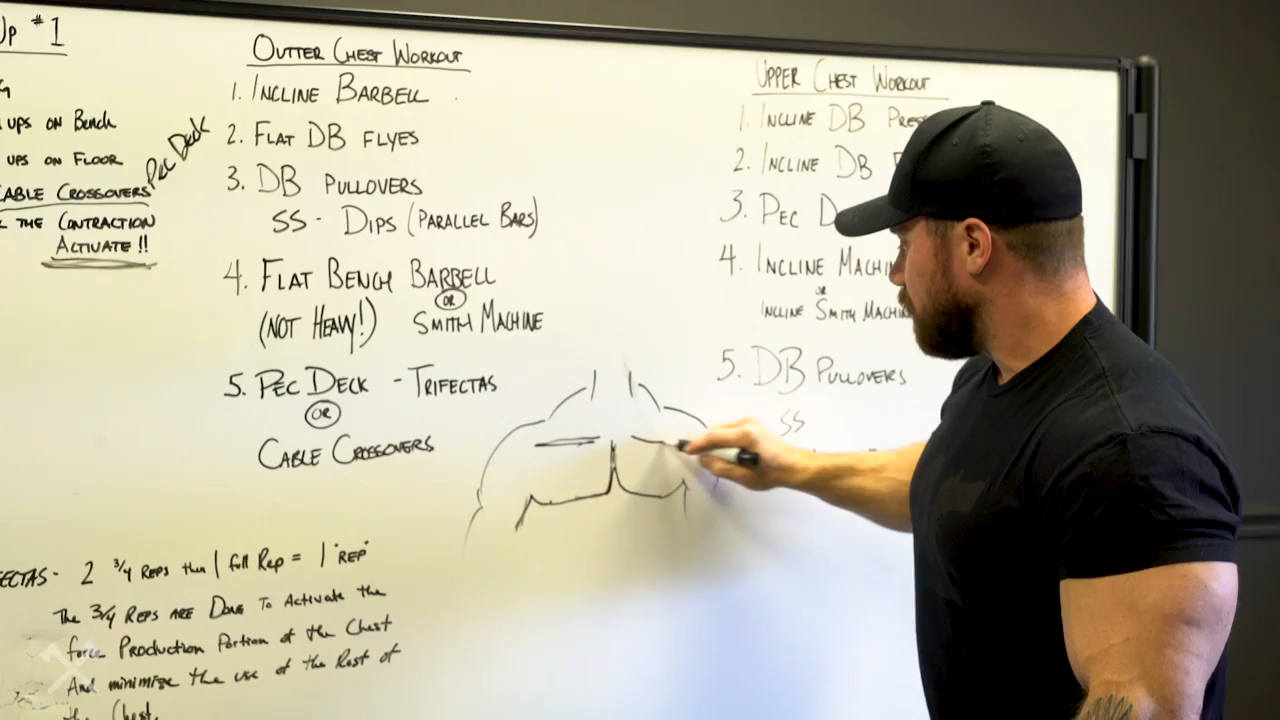 Up #1
ups on Bench
ups on Floor
Cable Crossovers
Pec Deck
the Contraction
Activate!!
Outter Chest Workout
1. Incline Barbell
2. Flat DB Flyes
3. DB Pullovers
SS - Dips (Parallel Bars)
4. Flat Bench Barbell
(Not Heavy!) or Smith Machine
5. Pec Deck - Trifectas
or
Cable Crossovers
2 3/4 Reps then 1 full Rep = 1 "Rep"
The 3/4 Reps are Done To Activate the
force Production Portion of the Chest
And minimize the use of the Rest of
the Chest.
Upper Chest Workout
1. Incline DB Press
2. Incline DB
3. Pec D
4. Incline Machin
or
Incline Smith Machine
5. DB Pullovers
SS